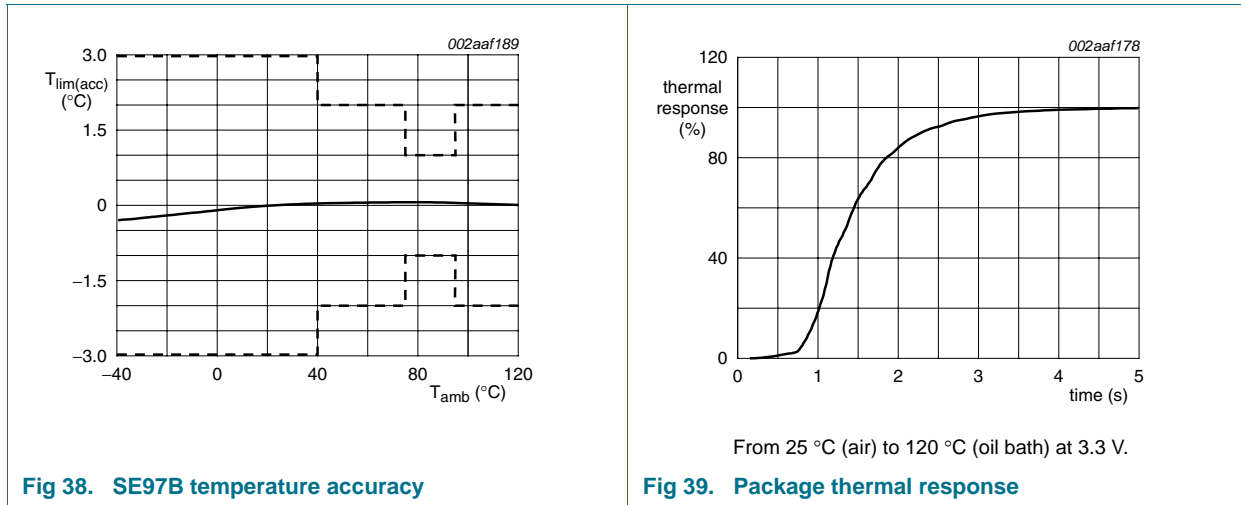 002aaf189
3.0
Tlim(acc)
(°C)
1.5
0
−1.5
−3.0
−40 0 40 80 120
Tamb (°C)
Fig 38. SE97B temperature accuracy
002aaf178
120
thermal
response
(%)
80
40
0
0 1 2 3 4 5
time (s)
From 25 °C (air) to 120 °C (oil bath) at 3.3 V.
Fig 39. Package thermal response